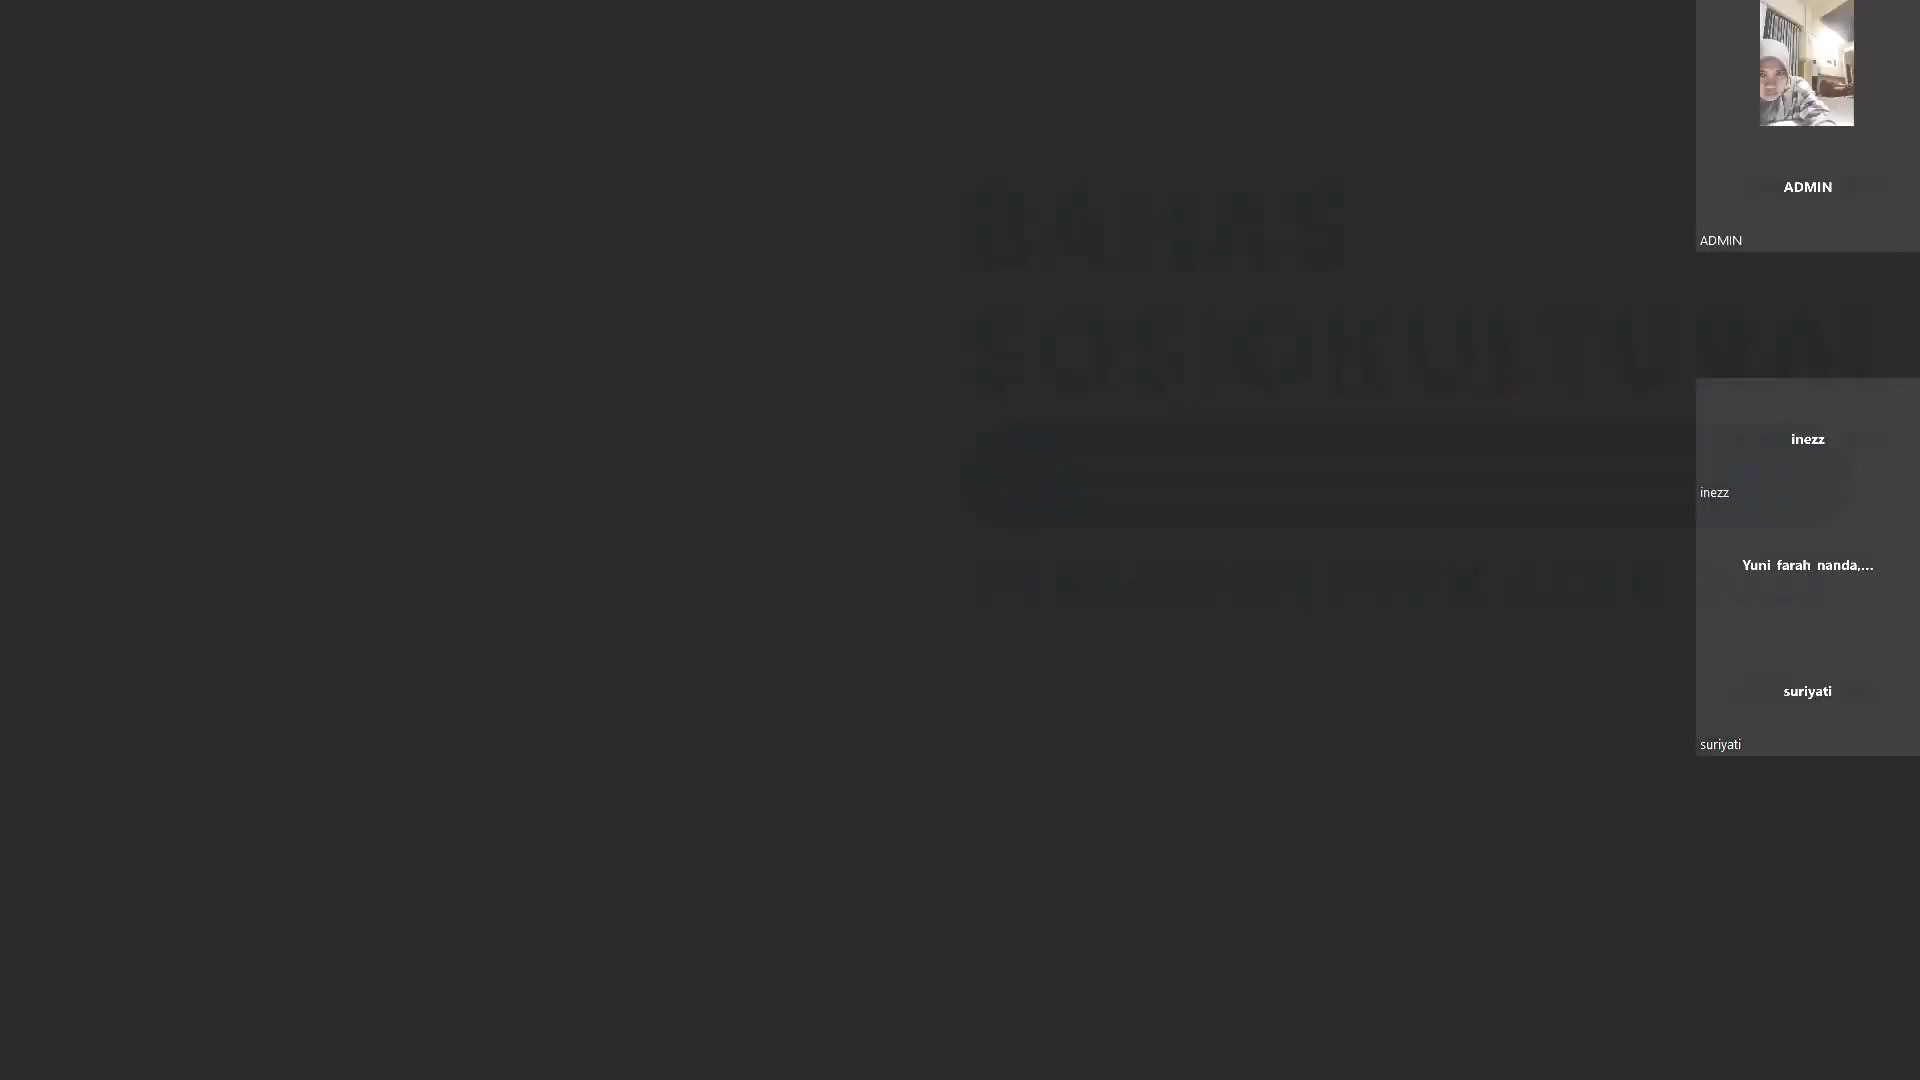 BAHAS
SOSIOKULTURAL
ADMIN
ADMIN
inezz
inezz
Yuni farah nanda,...
suriyati
suriyati